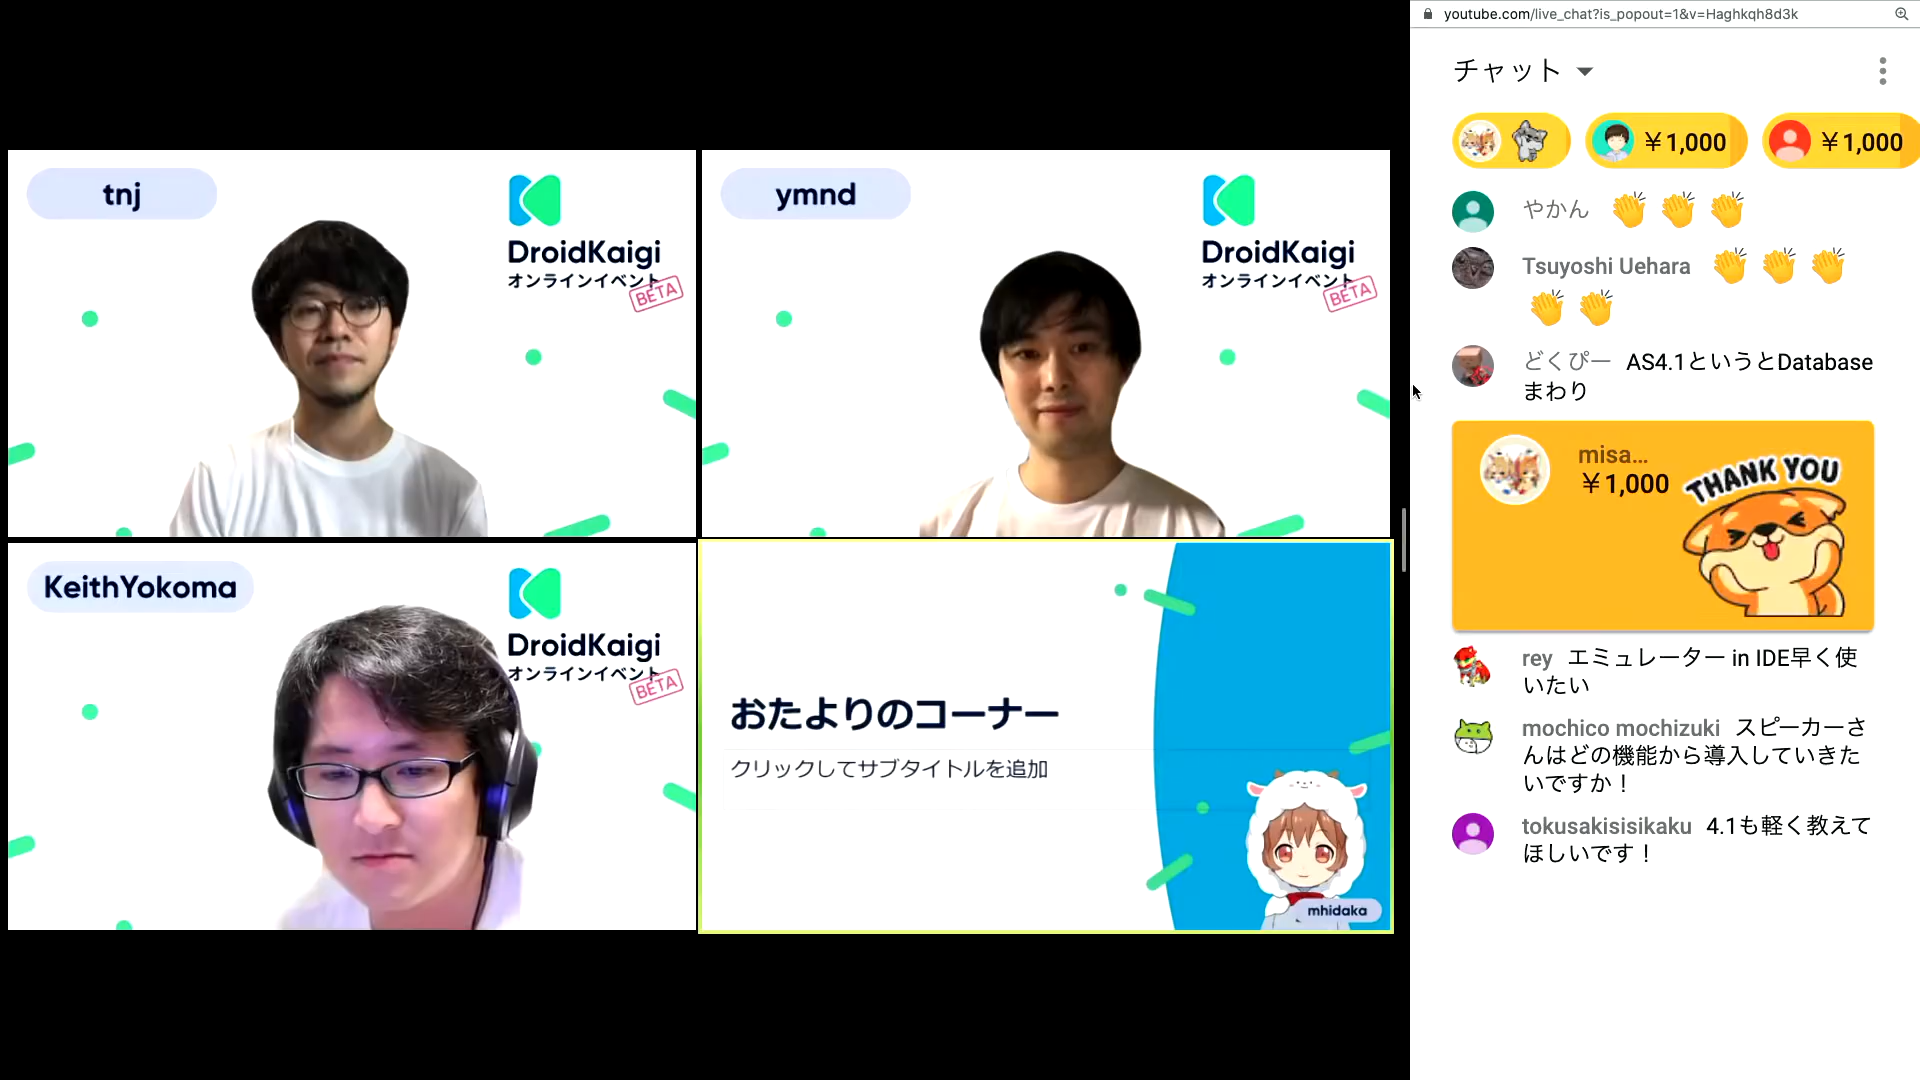 tnj
DroidKaigi
オンラインイベント
BETA
ymnd
DroidKaigi
オンラインイベント
BETA
KeithYokoma
DroidKaigi
オンラインイベント
BETA
おたよりのコーナー
クリックしてサブタイトルを追加
mhidaka
youtube.com/live_chat?is_popout=1&v=Haghkqh8d3k
チャット
￥1,000
￥1,000
やかん 👏👏👏
Tsuyoshi Uehara 👏👏👏
👏👏
どくぴー AS4.1というとDatabase
まわり
misa...
￥1,000
THANK YOU
rey エミュレーター in IDE早く使
いたい
mochico mochizuki スピーカーさ
んはどの機能から導入していきた
いですか！
tokusakisisikaku 4.1も軽く教えて
ほしいです！